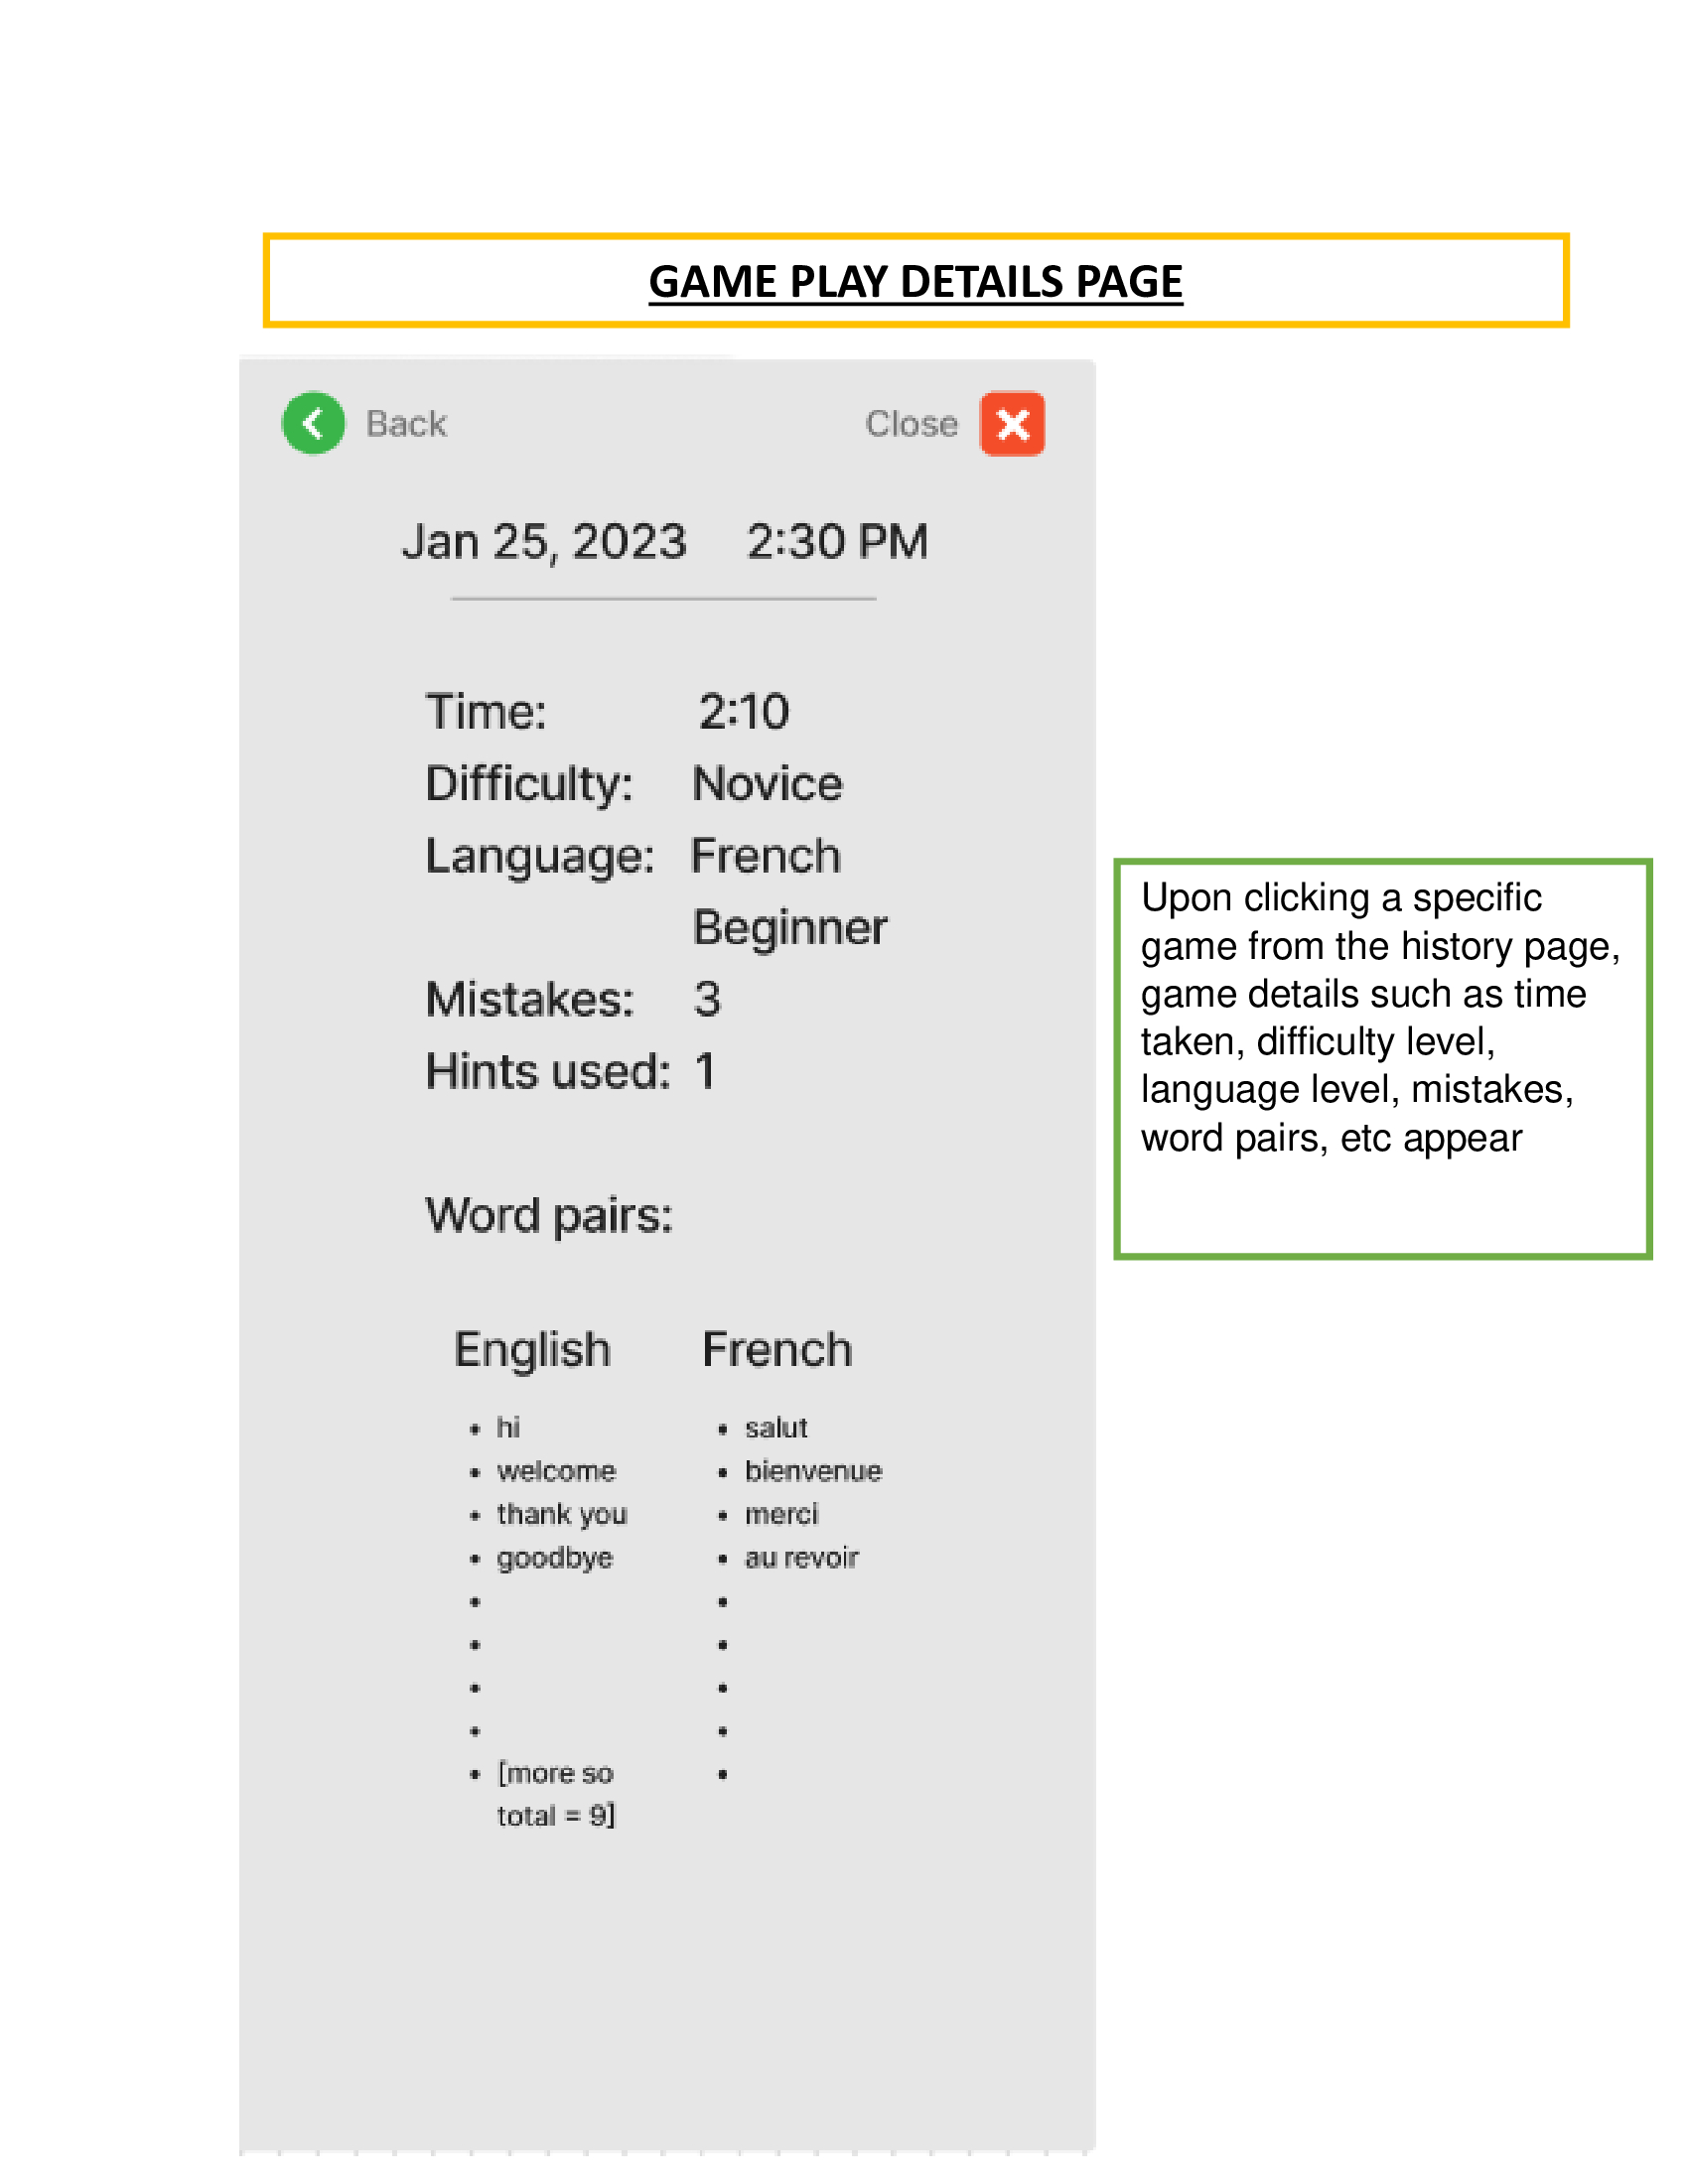 GAME PLAY DETAILS PAGE
Back
Close
Jan 25, 2023 2:30 PM
Time: 2:10
Difficulty: Novice
Language: French
Beginner
Mistakes: 3
Hints used: 1
Word pairs:
English French
• hi • salut
• welcome • bienvenue
• thank you • merci
• goodbye • au revoir
• •
• •
• •
• •
• [more so •
total = 9]
Upon clicking a specific
game from the history page,
game details such as time
taken, difficulty level,
language level, mistakes,
word pairs, etc appear